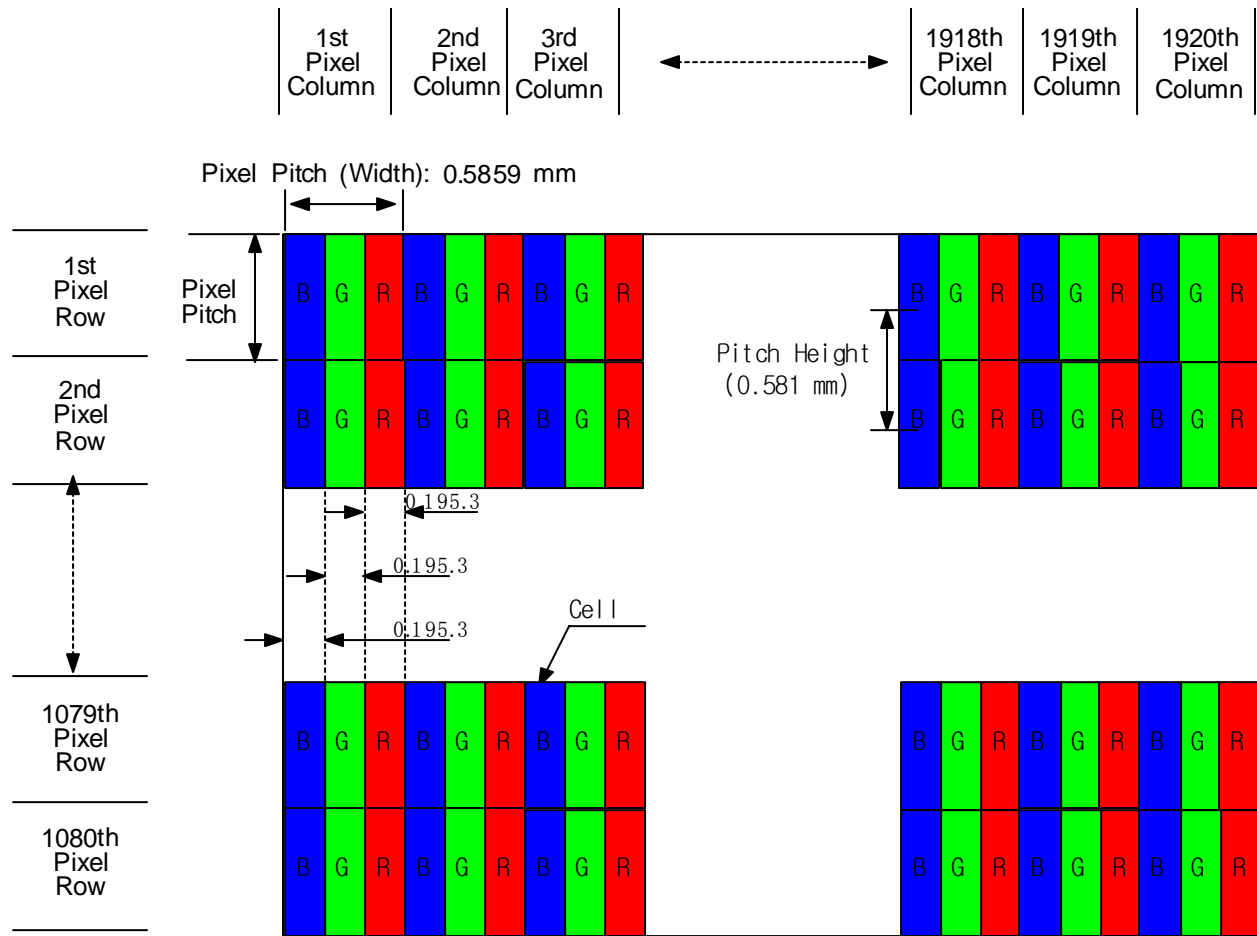 1st
Pixel
Column
2nd
Pixel
Column
3rd
Pixel
Column
1918th
Pixel
Column
1919th
Pixel
Column
1920th
Pixel
Column
Pixel Pitch (Width): 0.5859 mm
1st
Pixel
Row
Pixel
Pitch
B G R B G R B G R
B G R B G R B G R
Pitch Height
(0.581 mm)
2nd
Pixel
Row
B G R B G R B G R
B G R B G R B G R
0.195.3
0.195.3
0.195.3
Cell
1079th
Pixel
Row
B G R B G R B G R
B G R B G R B G R
1080th
Pixel
Row
B G R B G R B G R
B G R B G R B G R